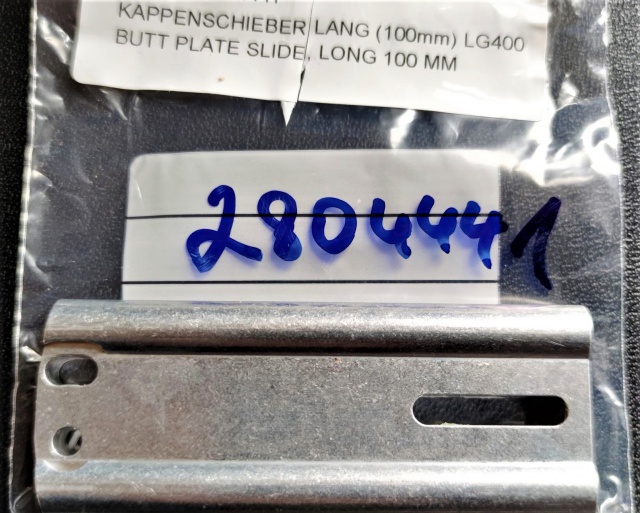 KAPPENSCHIEBER LANG (100mm) LG400
BUTT PLATE SLIDE, LONG 100 MM
2804441